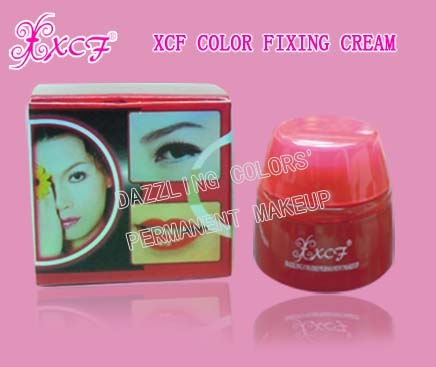 XCF
XCF COLOR FIXING CREAM
DAZZLING COLORS'
PERMANENT MAKEUP
XCF